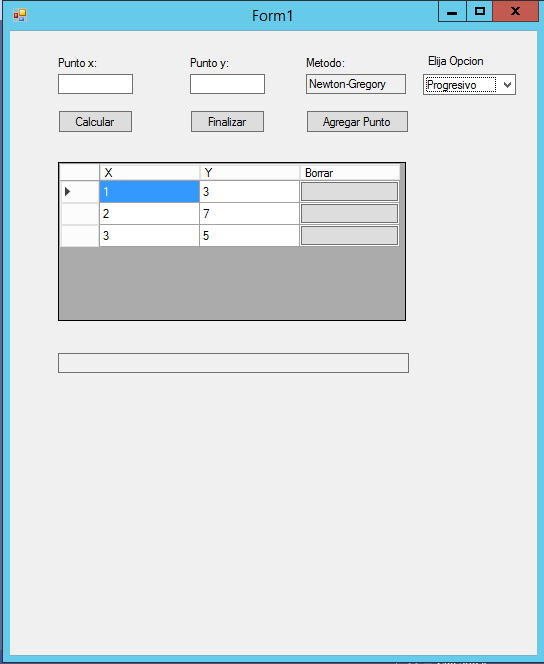 Form1
Punto x: Punto y: Metodo: Elija Opcion
Newton-Gregory Progresivo
Calcular Finalizar Agregar Punto
X Y Borrar
1 3
2 7
3 5